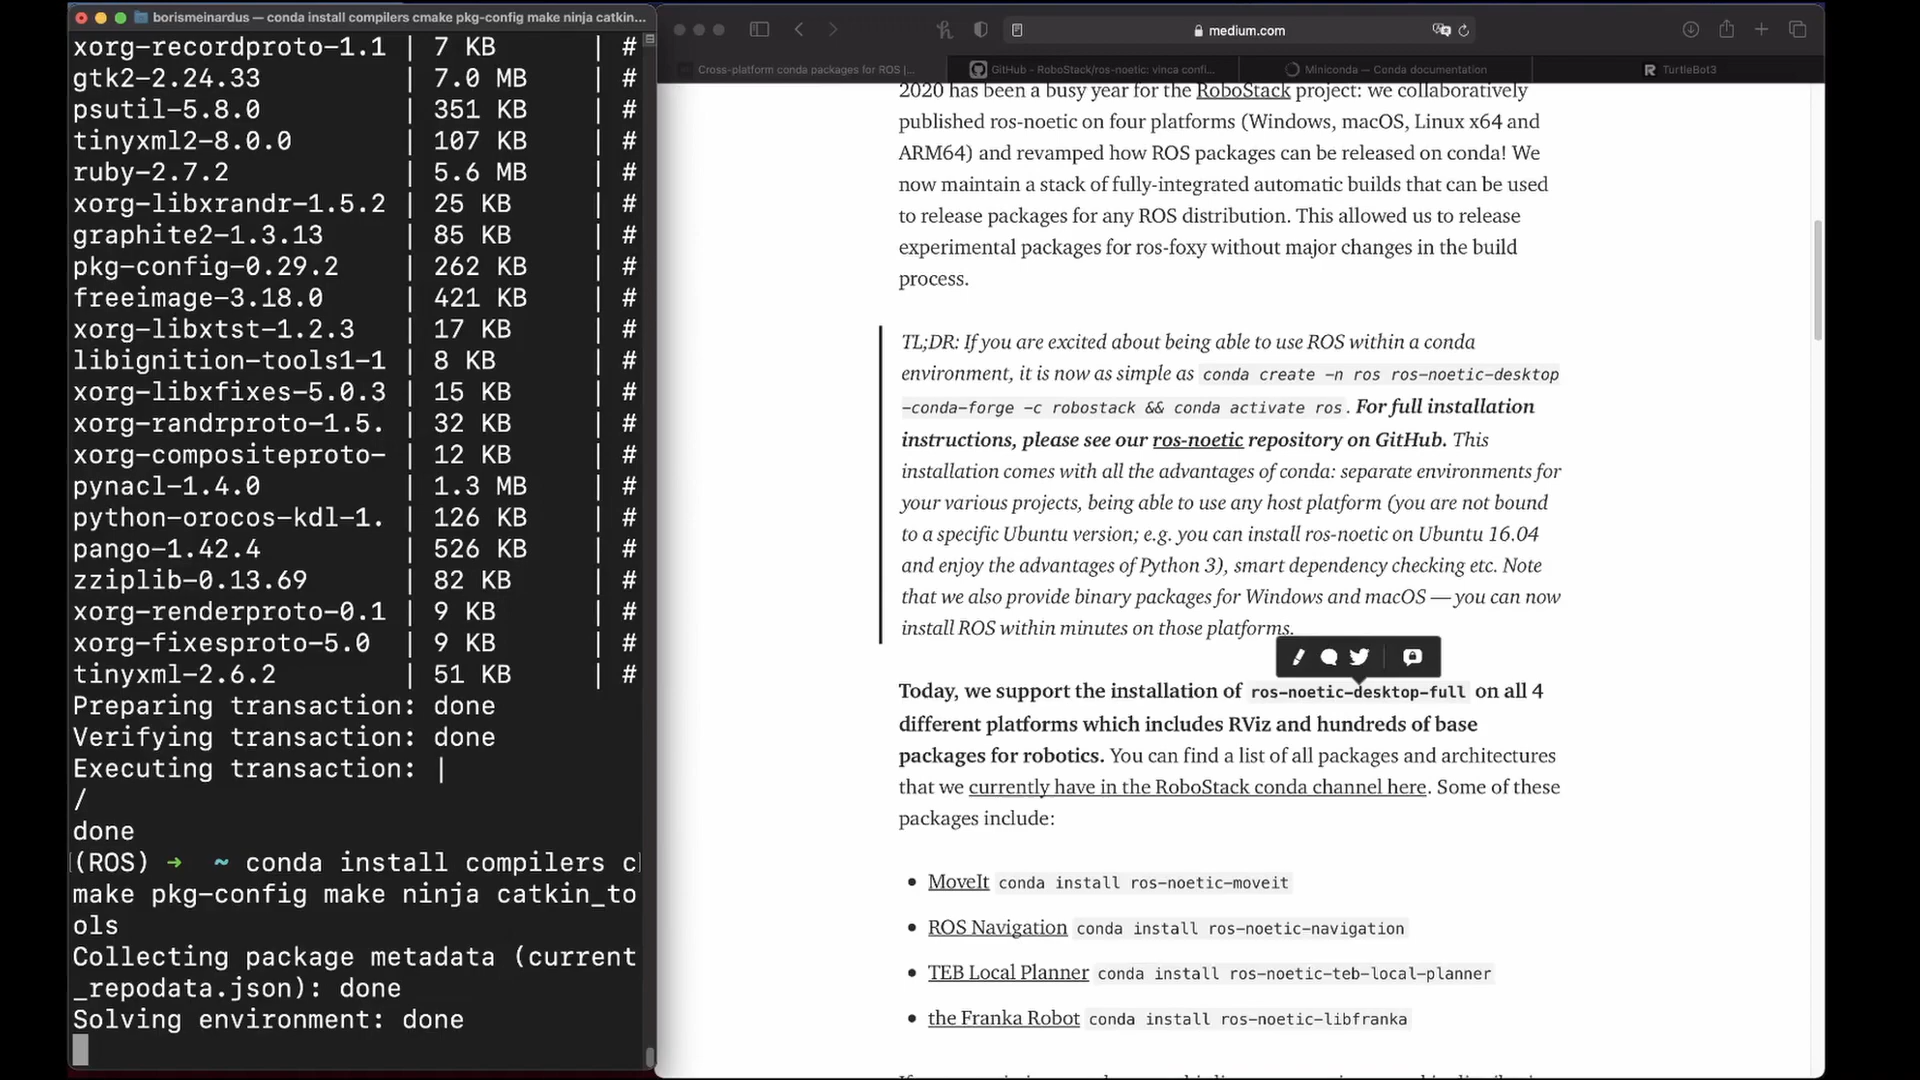 borismeinardus — conda install compilers cmake pkg-config make ninja catkin...
xorg-recordproto-1.1 | 7 KB | #
gtk2-2.24.33 | 7.0 MB | #
psutil-5.8.0 | 351 KB | #
tinyxml2-8.0.0 | 107 KB | #
ruby-2.7.2 | 5.6 MB | #
xorg-libxrandr-1.5.2 | 25 KB | #
graphite2-1.3.13 | 85 KB | #
pkg-config-0.29.2 | 262 KB | #
freeimage-3.18.0 | 421 KB | #
xorg-libxtst-1.2.3 | 17 KB | #
libignition-tools1-1 | 8 KB | #
xorg-libxfixes-5.0.3 | 15 KB | #
xorg-randrproto-1.5. | 32 KB | #
xorg-compositeproto- | 12 KB | #
pynacl-1.4.0 | 1.3 MB | #
python-orocos-kdl-1. | 126 KB | #
pango-1.42.4 | 526 KB | #
zziplib-0.13.69 | 82 KB | #
xorg-renderproto-0.1 | 9 KB | #
xorg-fixesproto-5.0 | 9 KB | #
tinyxml-2.6.2 | 51 KB | #
Preparing transaction: done
Verifying transaction: done
Executing transaction: |
/
done
(ROS) → ~ conda install compilers c
make pkg-config make ninja catkin_to
ols
Collecting package metadata (current
_repodata.json): done
Solving environment: done
medium.com
Cross-platform conda packages for ROS |...
GitHub - RoboStack/ros-noetic: vinca confi...
Miniconda — Conda documentation
TurtleBot3
2020 has been a busy year for the RoboStack project: we collaboratively
published ros-noetic on four platforms (Windows, macOS, Linux x64 and
ARM64) and revamped how ROS packages can be released on conda! We
now maintain a stack of fully-integrated automatic builds that can be used
to release packages for any ROS distribution. This allowed us to release
experimental packages for ros-foxy without major changes in the build
process.
TL;DR: If you are excited about being able to use ROS within a conda
environment, it is now as simple as conda create -n ros ros-noetic-desktop
-conda-forge -c robostack && conda activate ros. For full installation
instructions, please see our ros-noetic repository on GitHub. This
installation comes with all the advantages of conda: separate environments for
your various projects, being able to use any host platform (you are not bound
to a specific Ubuntu version; e.g. you can install ros-noetic on Ubuntu 16.04
and enjoy the advantages of Python 3), smart dependency checking etc. Note
that we also provide binary packages for Windows and macOS — you can now
install ROS within minutes on those platforms.
Today, we support the installation of ros-noetic-desktop-full on all 4
different platforms which includes RViz and hundreds of base
packages for robotics. You can find a list of all packages and architectures
that we currently have in the RoboStack conda channel here. Some of these
packages include:
• MoveIt conda install ros-noetic-moveit
• ROS Navigation conda install ros-noetic-navigation
• TEB Local Planner conda install ros-noetic-teb-local-planner
• the Franka Robot conda install ros-noetic-libfranka